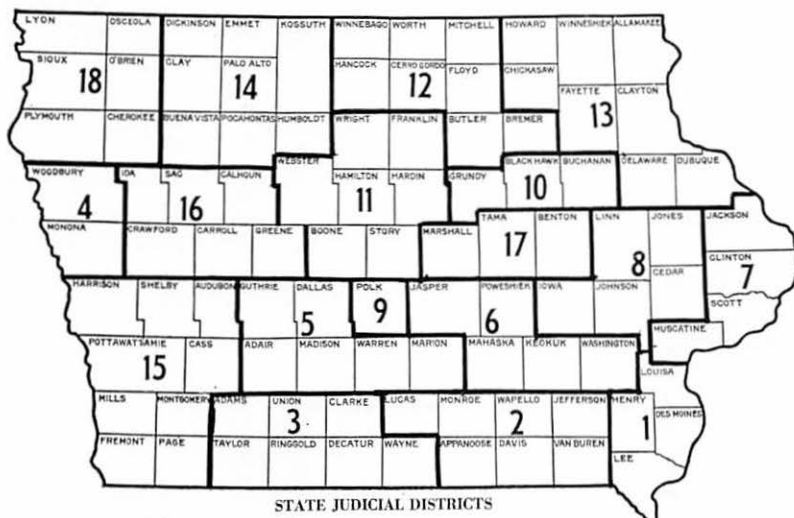 LYON OSCEOLA DICKINSON EMMET KOSSUTH WINNEBAGO WORTH MITCHELL HOWARD WINNESHIEK ALLAMAKEE
SIOUX O'BRIEN CLAY PALO ALTO HANCOCK CERRO GORDO FLOYD CHICKASAW
18 14 12 FAYETTE CLAYTON
13
PLYMOUTH CHEROKEE BUENA VISTA POCAHONTAS HUMBOLDT WRIGHT FRANKLIN BUTLER BREMER
WOODBURY IDA SAC CALHOUN WEBSTER HAMILTON HARDIN GRUNDY BLACK HAWK BUCHANAN DELAWARE DUBUQUE
4 16 11 10
MONONA CRAWFORD CARROLL GREENE BOONE STORY MARSHALL TAMA BENTON LINN JONES JACKSON
17 8 CLINTON
7
HARRISON SHELBY AUDUBON GUTHRIE DALLAS POLK JASPER POWESHIEK IOWA JOHNSON CEDAR SCOTT
5 9 6 MUSCATINE
POTTAWATTAMIE CASS ADAIR MADISON WARREN MARION MAHASKA KEOKUK WASHINGTON LOUISA
15
MILLS MONTGOMERY ADAMS UNION CLARKE LUCAS MONROE WAPELLO JEFFERSON HENRY DES MOINES
3 2 1
FREMONT PAGE TAYLOR RINGGOLD DECATUR WAYNE APPANOOSE DAVIS VAN BUREN LEE
STATE JUDICIAL DISTRICTS